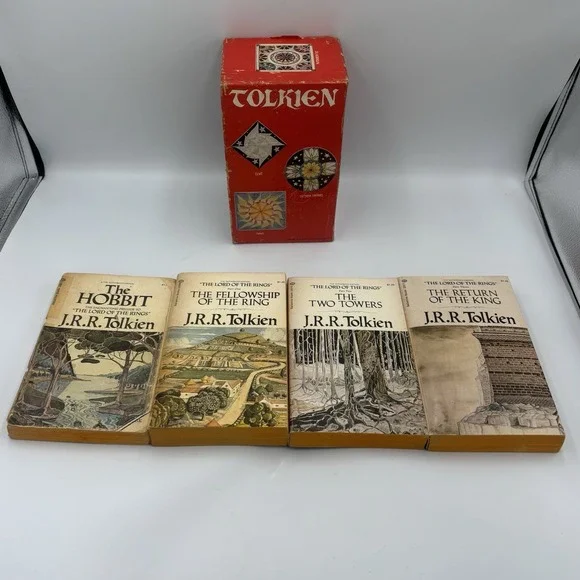 TOLKIEN
The
HOBBIT
"THE LORD OF THE RINGS"
J.R.R. Tolkien
"THE LORD OF THE RINGS"
THE FELLOWSHIP
OF THE RING
J.R.R. Tolkien
"THE LORD OF THE RINGS"
THE
TWO TOWERS
J.R.R. Tolkien
"THE LORD OF THE RINGS"
THE RETURN
OF THE KING
J.R.R. Tolkien